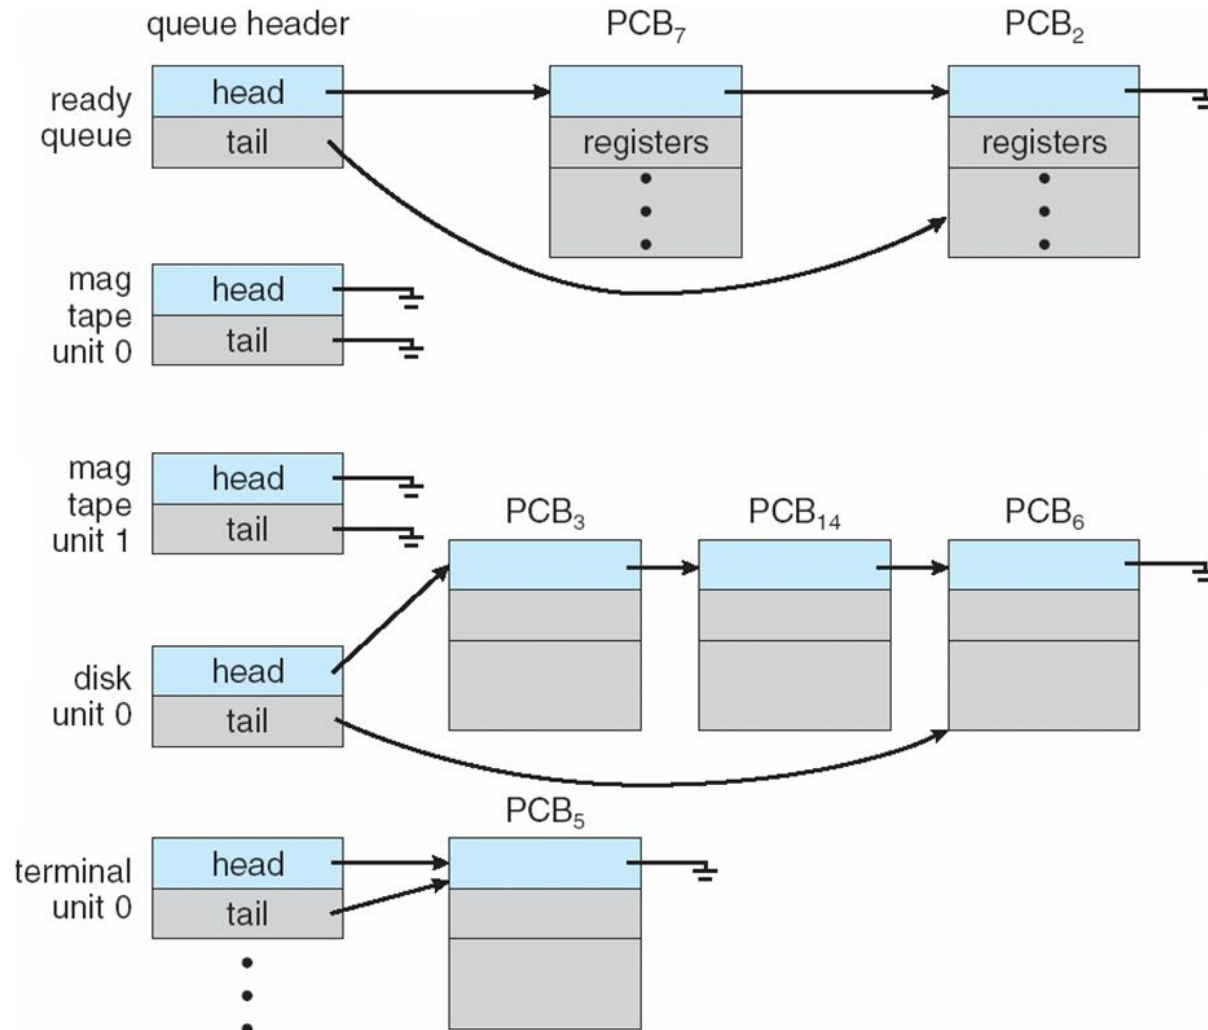 queue header
PCB₇
PCB₂
ready
queue
head
tail
registers
registers
mag
tape
unit 0
head
tail
mag
tape
unit 1
head
tail
PCB₃
PCB₁₄
PCB₆
disk
unit 0
head
tail
PCB₅
terminal
unit 0
head
tail